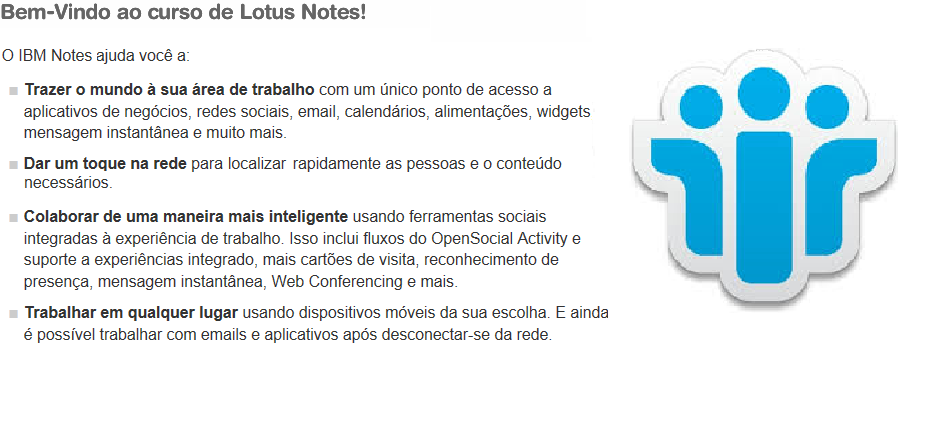 Bem-Vindo ao curso de Lotus Notes!
O IBM Notes ajuda você a:
Trazer o mundo à sua área de trabalho com um único ponto de acesso a
aplicativos de negócios, redes sociais, email, calendários, alimentações, widgets
mensagem instantânea e muito mais.
Dar um toque na rede para localizar rapidamente as pessoas e o conteúdo
necessários.
Colaborar de uma maneira mais inteligente usando ferramentas sociais
integradas à experiência de trabalho. Isso inclui fluxos do OpenSocial Activity e
suporte a experiências integrado, mais cartões de visita, reconhecimento de
presença, mensagem instantânea, Web Conferencing e mais.
Trabalhar em qualquer lugar usando dispositivos móveis da sua escolha. E ainda
é possível trabalhar com emails e aplicativos após desconectar-se da rede.